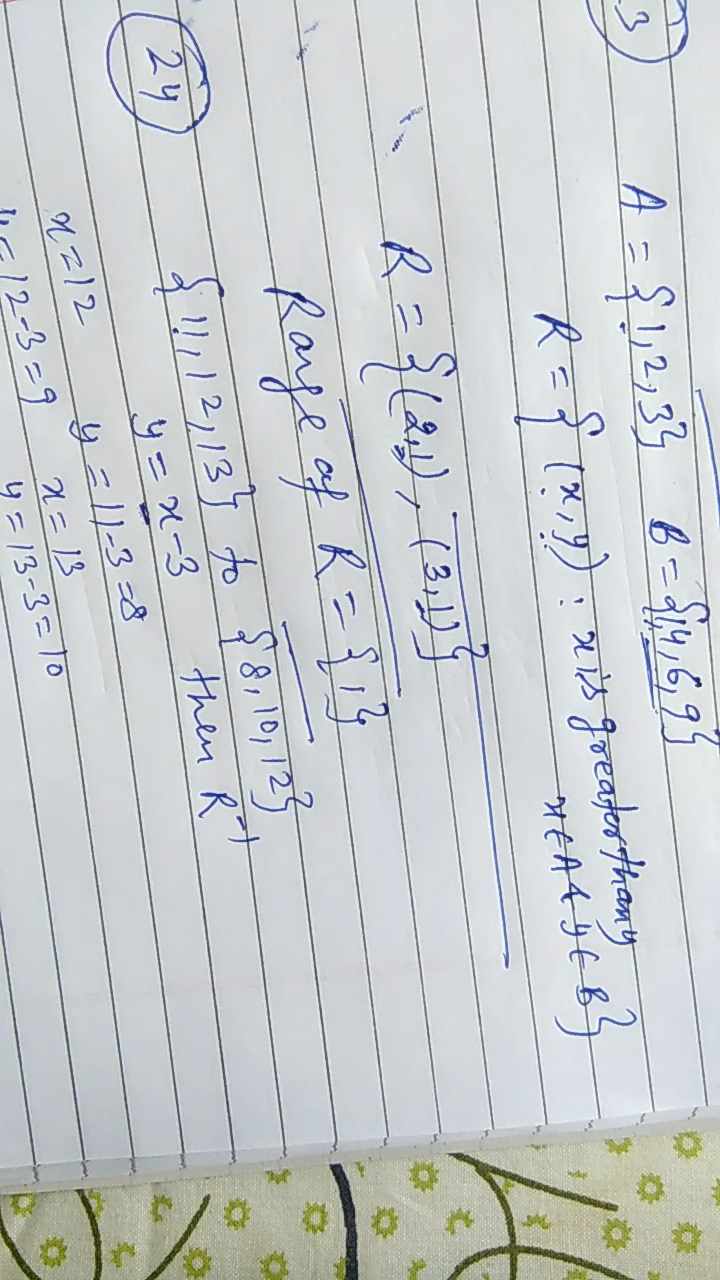 3
A = {1,2,3} B = {1,4,6,9}
R = { (x,y) : x is greater than y
x ∈ A & y ∈ B}
R = {(2,1), (3,1)}
Range of R = {1}
24
{11,12,13} to {8,10,12}
y = x-3 then R⁻¹
y = 11-3=8
x=12 x=13
y=12-3=9 y=13-3=10